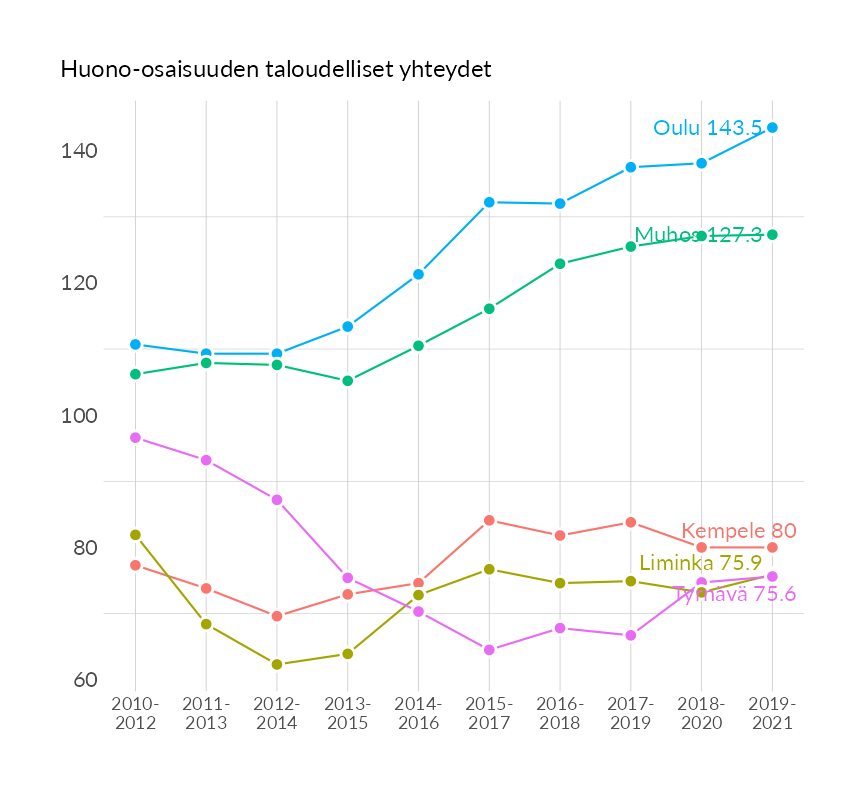 Huono-osaisuuden taloudelliset yhteydet
Oulu 143.5
140
Muhos 127.3
120
100
Kempele 80
80
Liminka 75.9
Tyrnävä 75.6
60
2010- 2011- 2012- 2013- 2014- 2015- 2016- 2017- 2018- 2019-
2012 2013 2014 2015 2016 2017 2018 2019 2020 2021